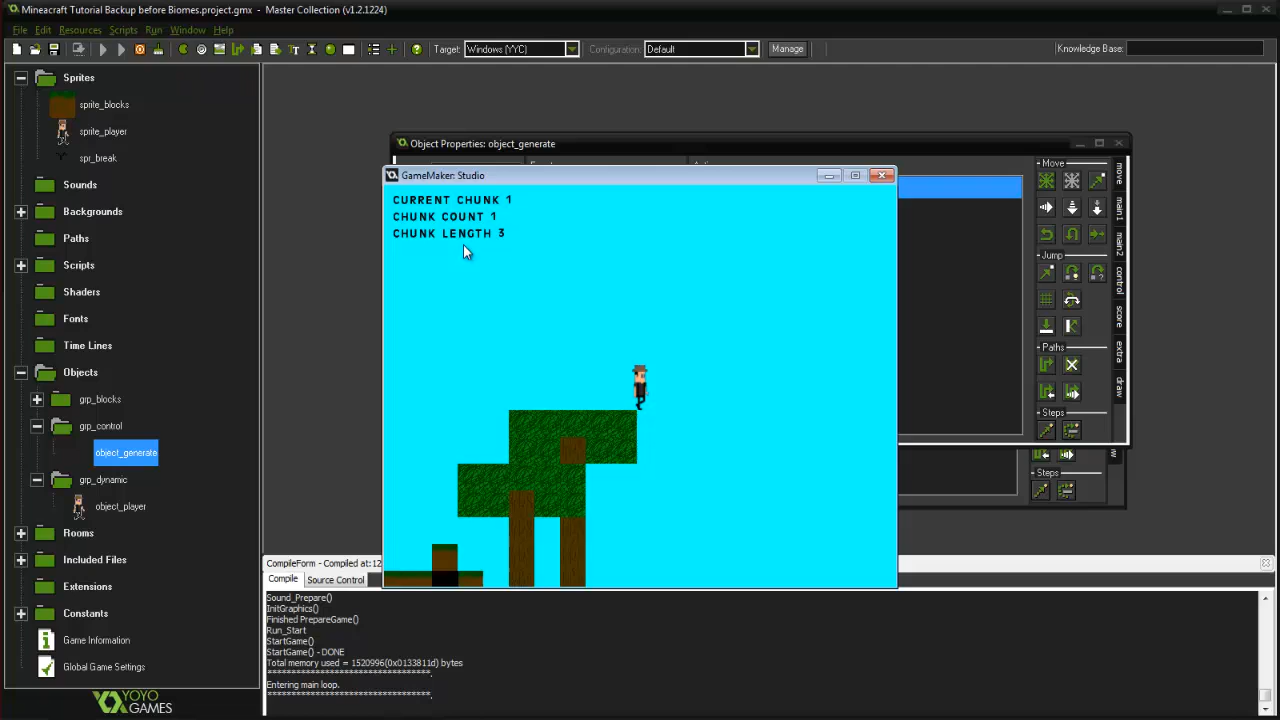 Mineacraft Tutorial Backup before Biomes.project.gmx - Master Collection (v1.2.1224)
File Edit Resources Scripts Run Window Help
Target: Windows (YYC) Configuration: Default Manage Knowledge Base:
Sprites
sprite_blocks
sprite_player
spr_break
Sounds
Backgrounds
Paths
Scripts
Shaders
Fonts
Time Lines
Objects
grp_blocks
grp_control
object_generate
grp_dynamic
object_player
Rooms
Included Files
Extensions
Constants
Game Information
Global Game Settings
YOYO
GAMES
Object Properties: object_generate
GameMaker: Studio
CURRENT CHUNK 1
CHUNK COUNT 1
CHUNK LENGTH 3
Move
Jump
Paths
Steps
Steps
move
main1
main2
control
score
extra
draw
CompileForm - Compiled at:12
Compile Source Control
Sound_Prepare()
InitGraphics()
Finished PrepareGame()
Run_Start
StartGame()
StartGame() - DONE
Total memory used = 1520996(0x0133811d) bytes
**********************************.
Entering main loop.
**********************************.